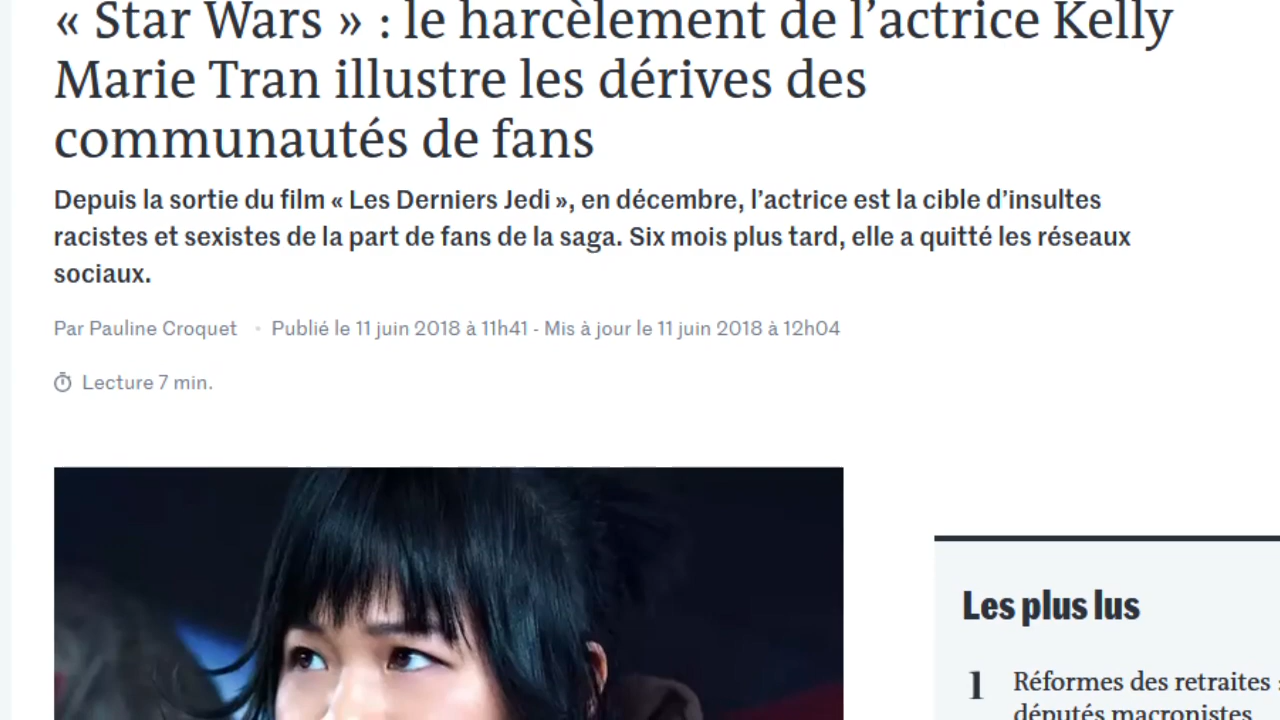 « Star Wars » : le harcèlement de l’actrice Kelly
Marie Tran illustre les dérives des
communautés de fans
Depuis la sortie du film « Les Derniers Jedi », en décembre, l’actrice est la cible d’insultes
racistes et sexistes de la part de fans de la saga. Six mois plus tard, elle a quitté les réseaux
sociaux.
Par Pauline Croquet • Publié le 11 juin 2018 à 11h41 - Mis à jour le 11 juin 2018 à 12h04
Lecture 7 min.
Les plus lus
1 Réformes des retraites :
députés macronistes